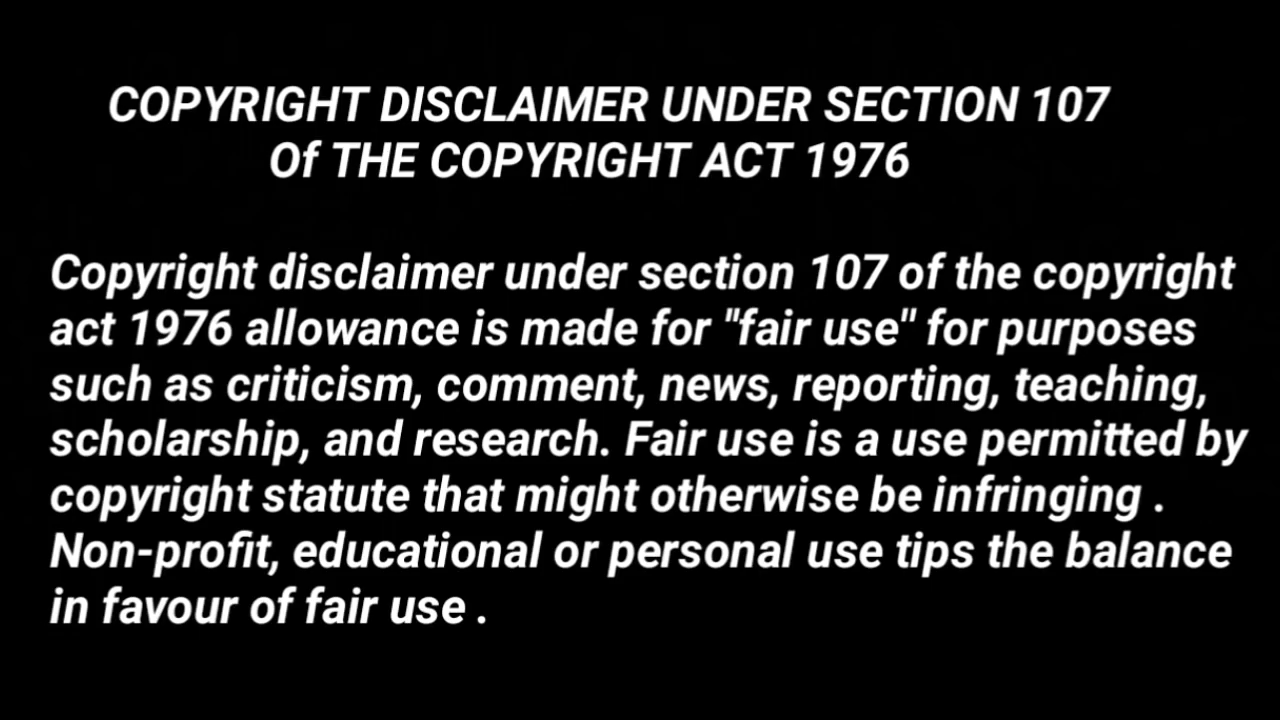 COPYRIGHT DISCLAIMER UNDER SECTION 107
Of THE COPYRIGHT ACT 1976
Copyright disclaimer under section 107 of the copyright
act 1976 allowance is made for "fair use" for purposes
such as criticism, comment, news, reporting, teaching,
scholarship, and research. Fair use is a use permitted by
copyright statute that might otherwise be infringing .
Non-profit, educational or personal use tips the balance
in favour of fair use .